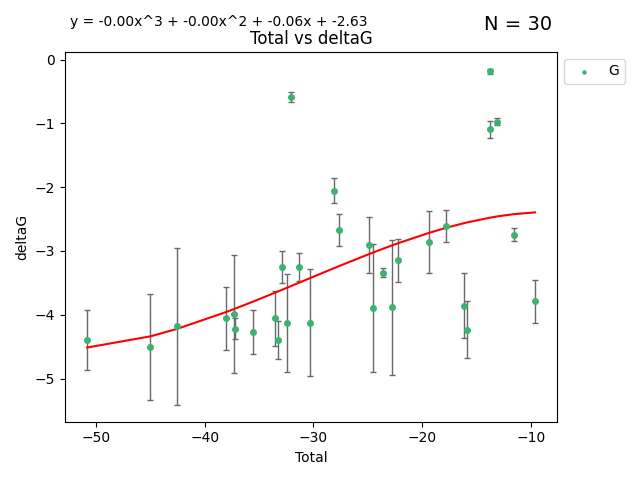 y = -0.00x^3 + -0.00x^2 + -0.06x + -2.63
N = 30
Total vs deltaG
G
deltaG
0
−1
−2
−3
−4
−5
−50
−40
−30
−20
−10
Total